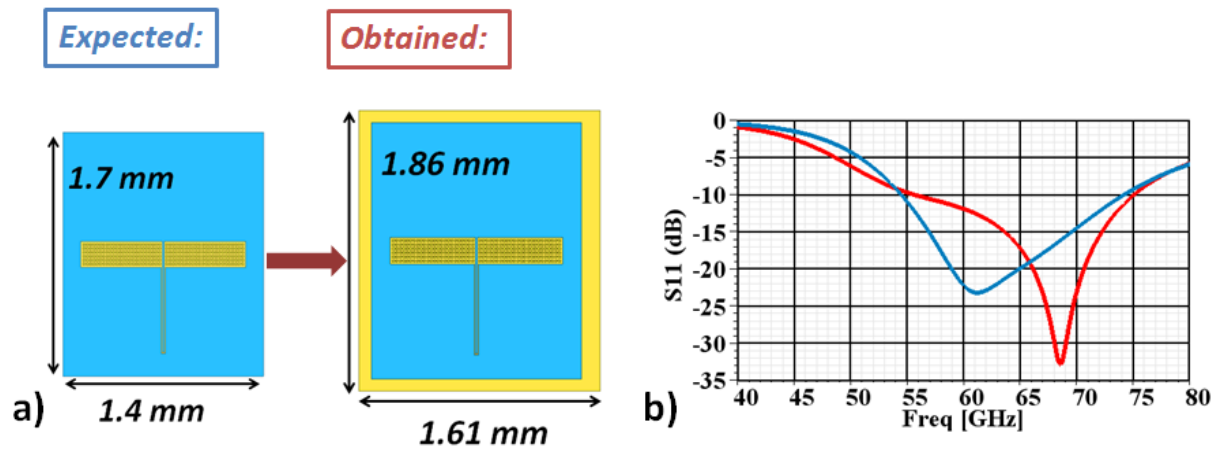 Expected:
Obtained:
1.7 mm
1.4 mm
1.86 mm
1.61 mm
a)
0
-5
-10
-15
-20
-25
-30
-35
S11 (dB)
40 45 50 55 60 65 70 75 80
Freq [GHz]
b)